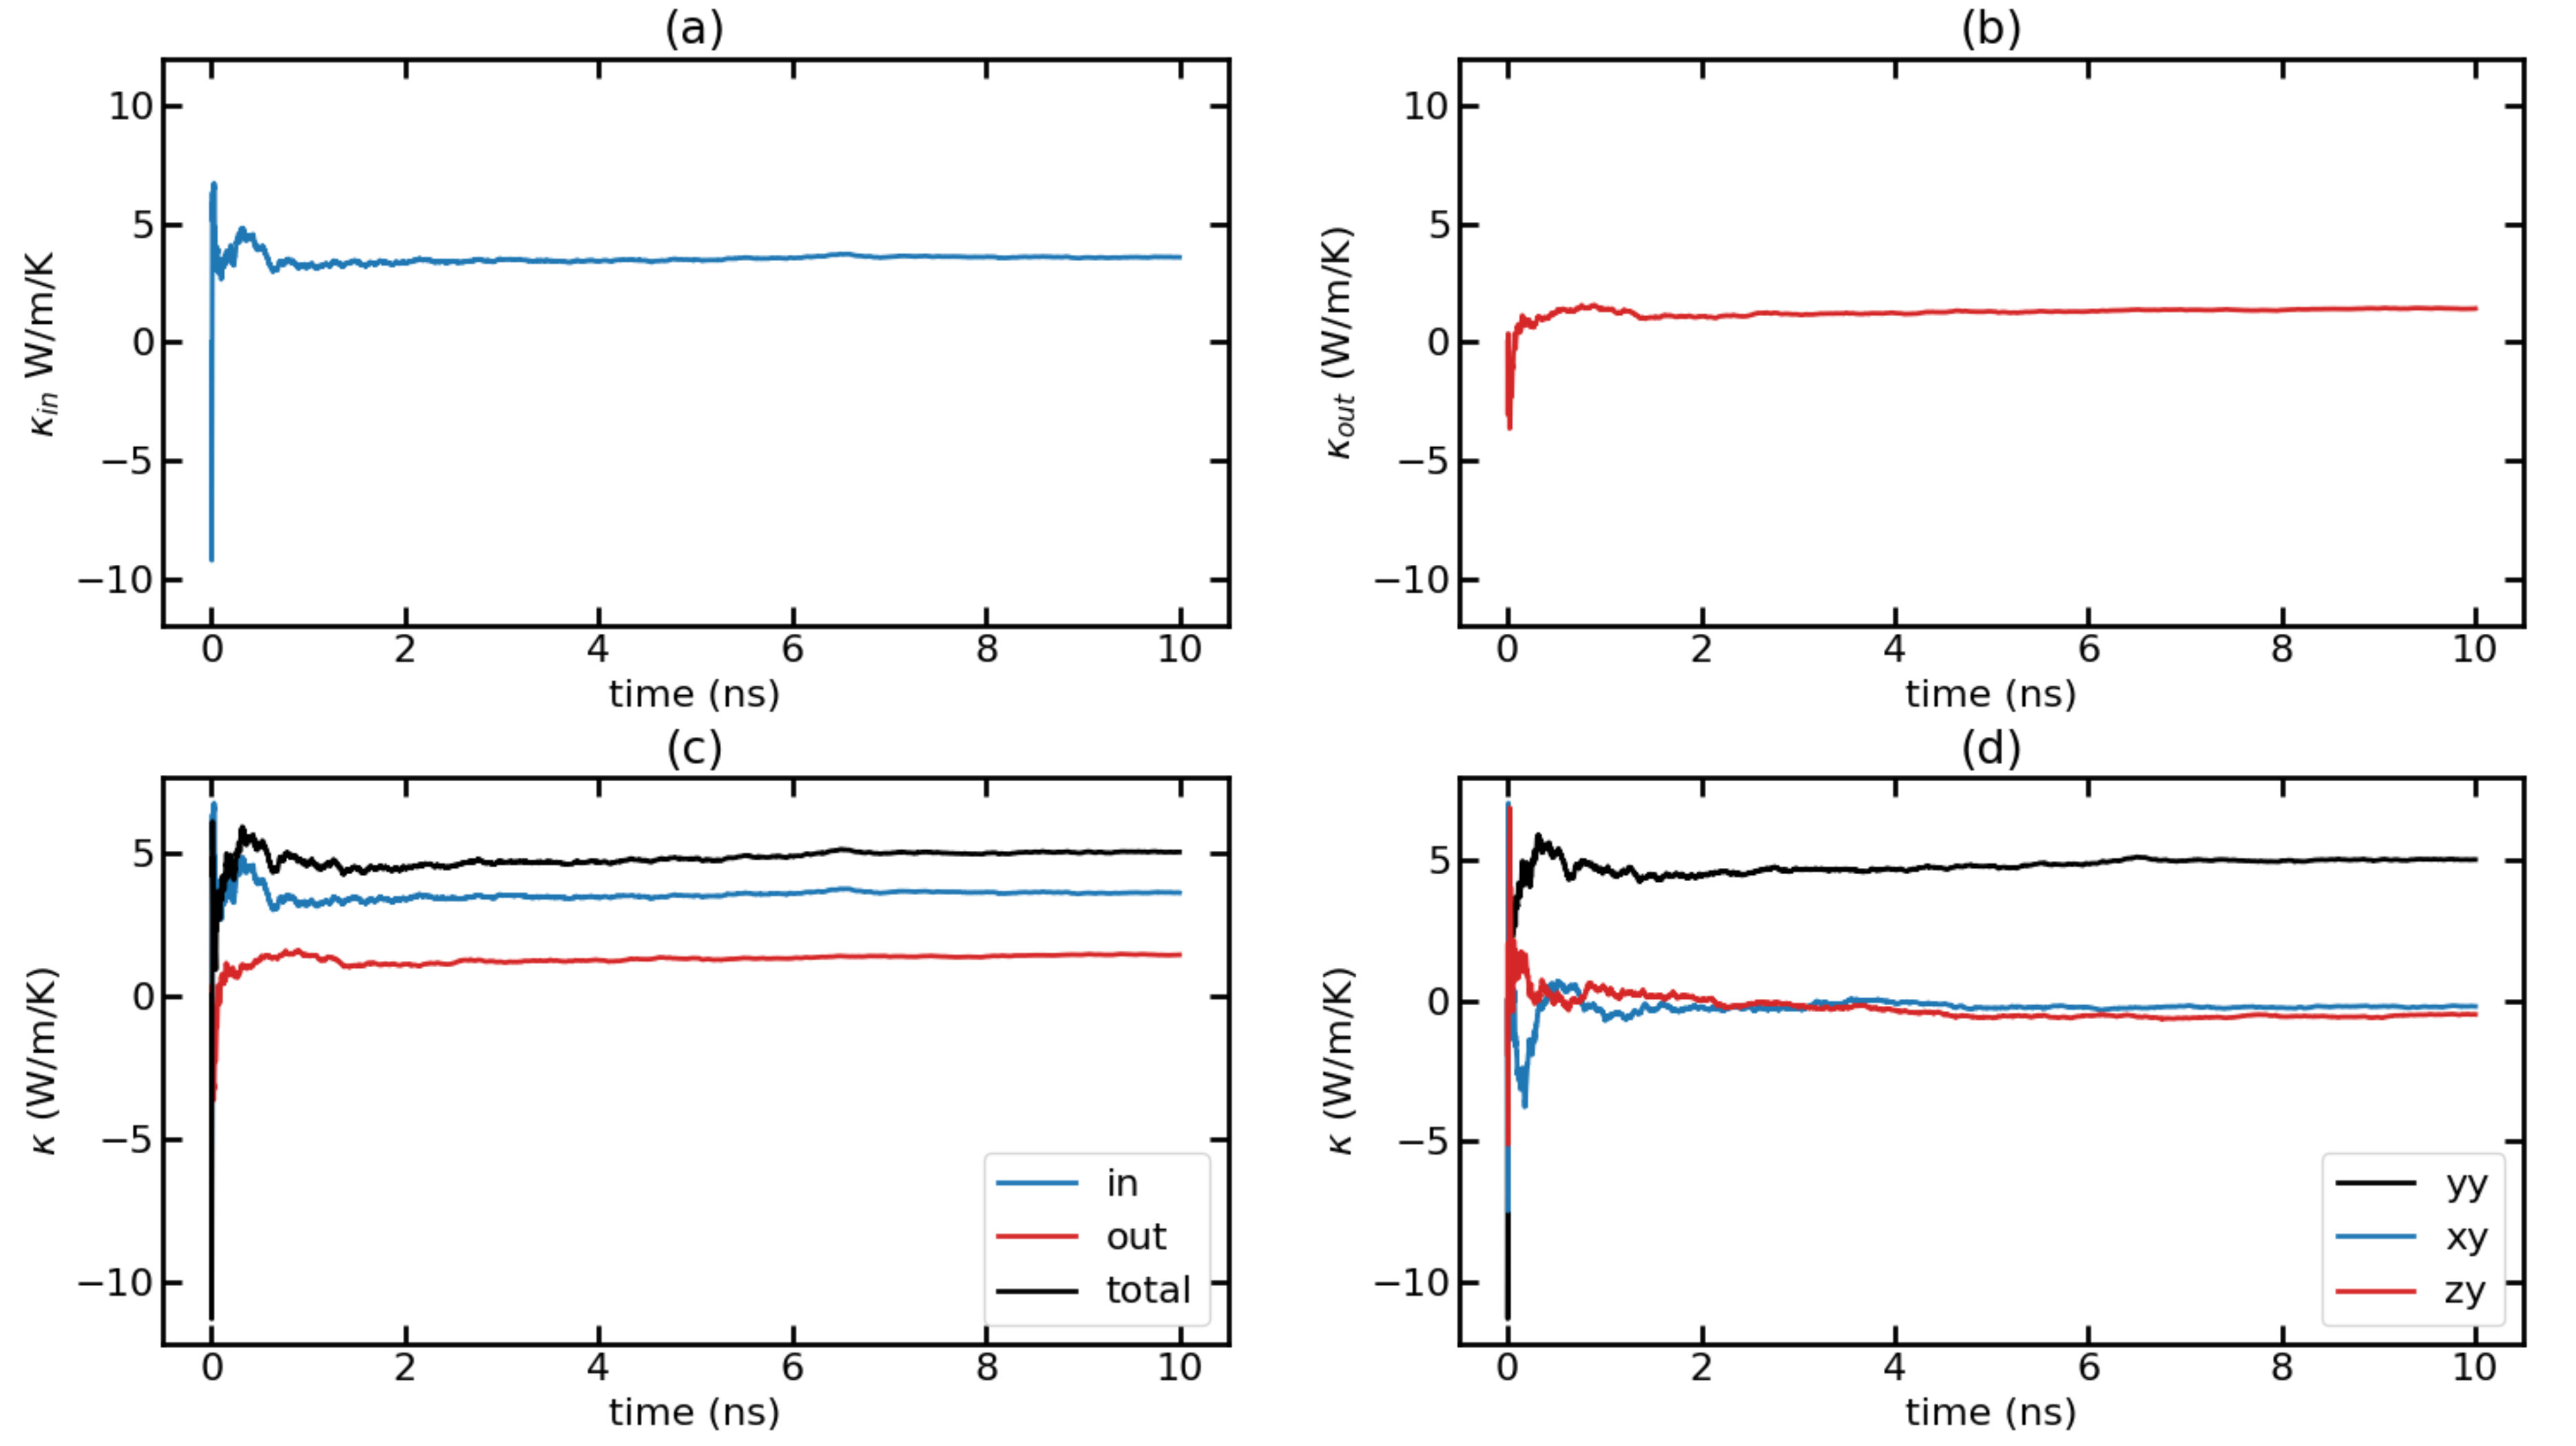 (a)
10
5
0
−5
−10
κin W/m/K
0 2 4 6 8 10
time (ns)
(b)
10
5
0
−5
−10
κout (W/m/K)
0 2 4 6 8 10
time (ns)
(c)
5
0
−5
−10
κ (W/m/K)
in
out
total
0 2 4 6 8 10
time (ns)
(d)
5
0
−5
−10
κ (W/m/K)
yy
xy
zy
0 2 4 6 8 10
time (ns)